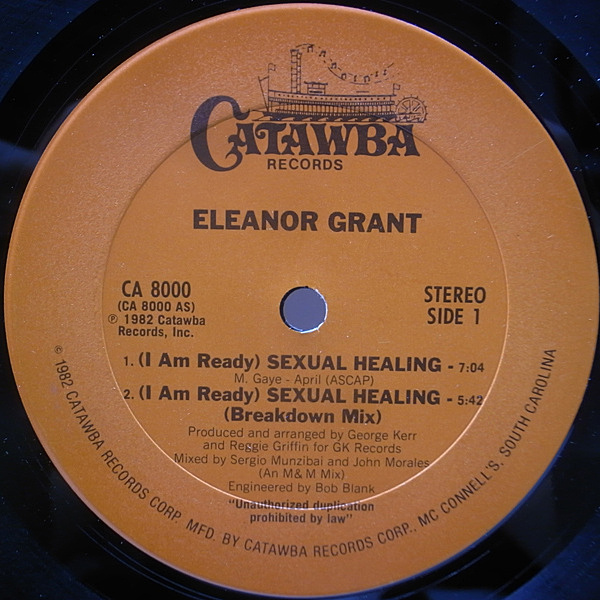 CATAWBA
RECORDS
ELEANOR GRANT
CA 8000
(CA 8000 AS)
℗ 1982 Catawba
Records, Inc.
STEREO
SIDE 1
1. (I Am Ready) SEXUAL HEALING - 7:04
M. Gaye - April (ASCAP)
2. (I Am Ready) SEXUAL HEALING - 5:42
(Breakdown Mix)
Produced and arranged by George Kerr
and Reggie Griffin for GK Records
Mixed by Sergio Munzibai and John Morales
(An M&M Mix)
Engineered by Bob Blank
"Unauthorized duplication
prohibited by law"
© 1982 CATAWBA RECORDS CORP. MFD. BY CATAWBA RECORDS CORP., MC CONNELL'S, SOUTH CAROLINA